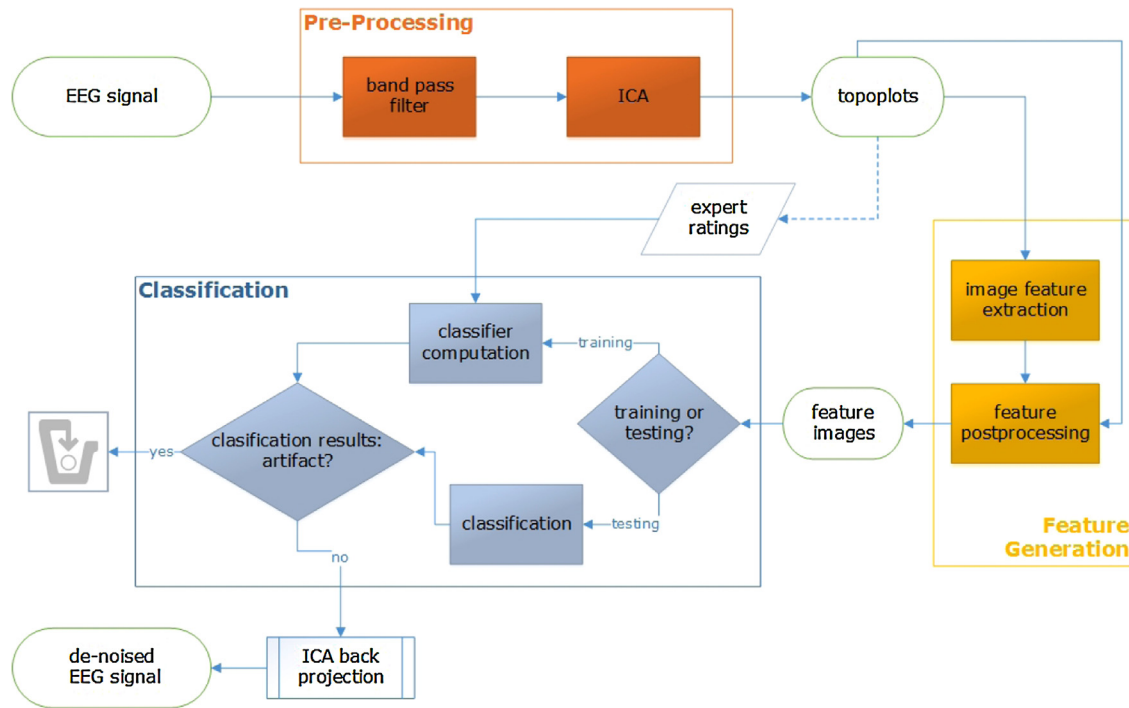 Pre-Processing
EEG signal
band pass
filter
ICA
topoplots
expert
ratings
Classification
classifier
computation
training
image feature
extraction
clasification results:
artifact?
training or
testing?
feature
images
feature
postprocessing
yes
classification
testing
no
Feature
Generation
de-noised
EEG signal
ICA back
projection